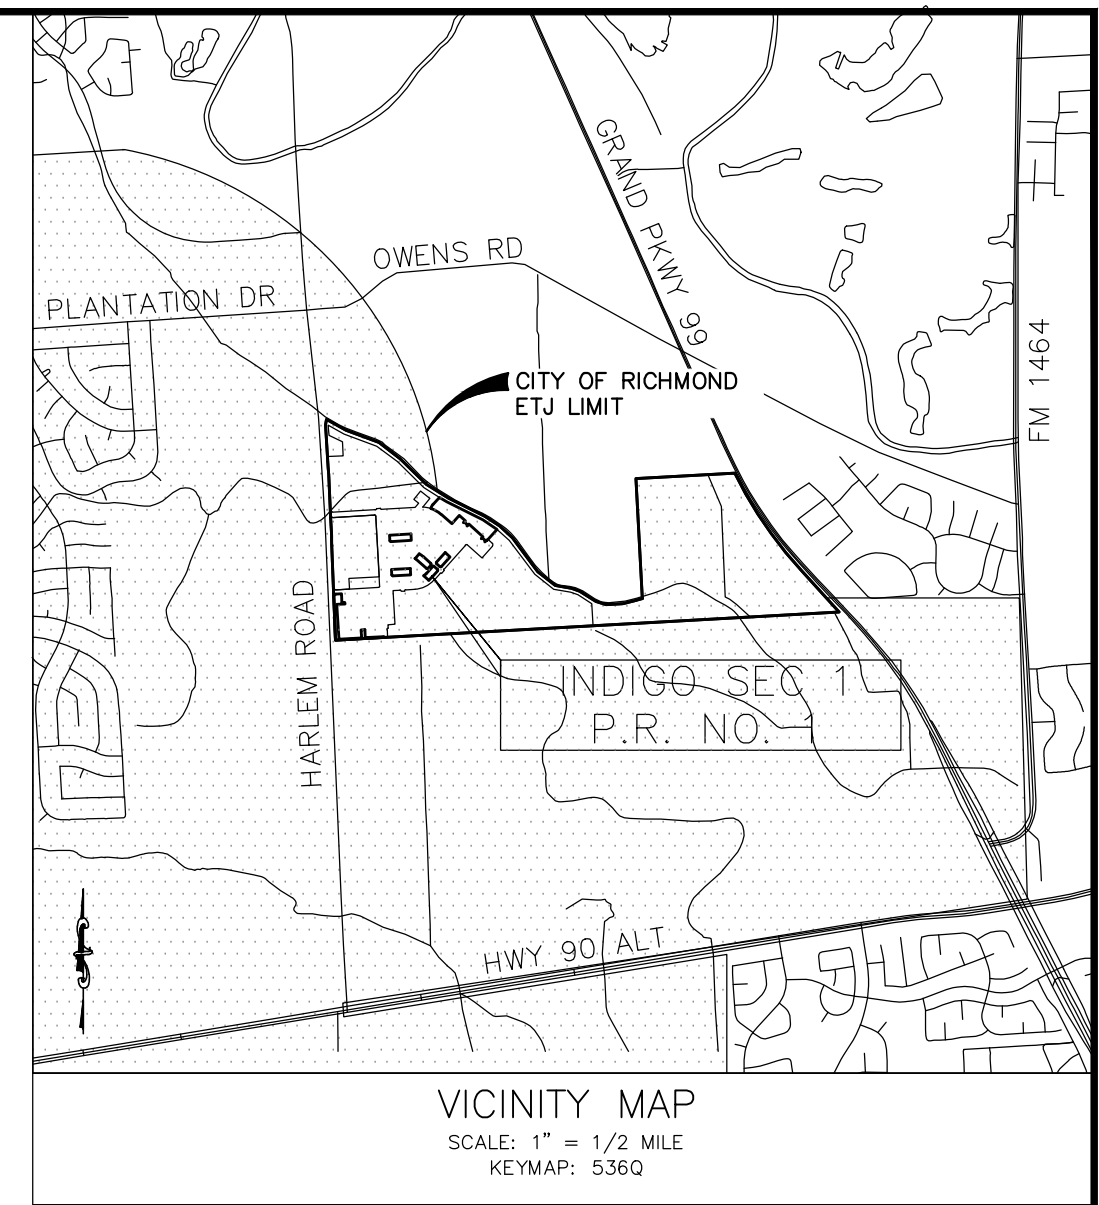 GRAND PKWY 99
OWENS RD
PLANTATION DR
FM 1464
CITY OF RICHMOND
ETJ LIMIT
HARLEM ROAD
INDIGO SEC 1
P.R. NO. 1
HWY 90 ALT
VICINITY MAP
SCALE: 1" = 1/2 MILE
KEYMAP: 536Q